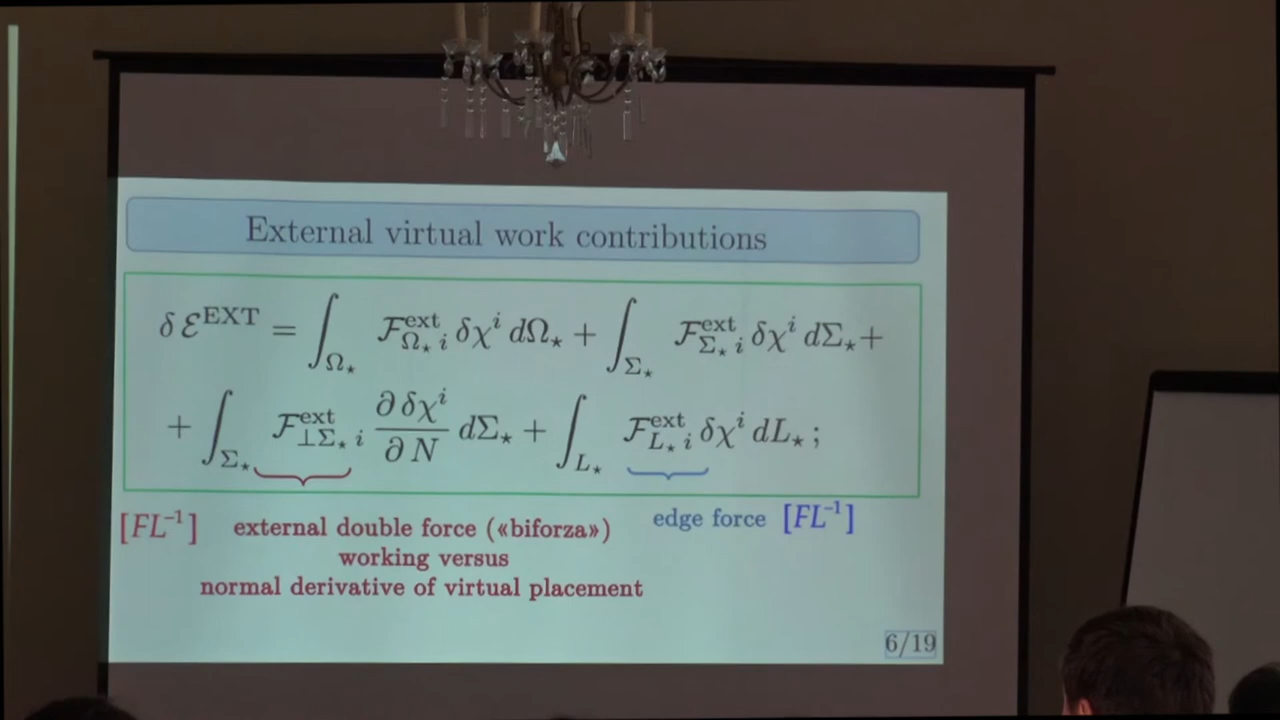 External virtual work contributions
δ ℰ^EXT = ∫_Ω⋆ ℱ^ext_Ω⋆ i δχ^i dΩ⋆ + ∫_Σ⋆ ℱ^ext_Σ⋆ i δχ^i dΣ⋆ +
+ ∫_Σ⋆ ℱ^ext_⊥Σ⋆ i ∂ δχ^i / ∂ N dΣ⋆ + ∫_L⋆ ℱ^ext_L⋆ i δχ^i dL⋆ ;
[FL⁻¹] external double force («biforza») edge force [FL⁻¹]
working versus
normal derivative of virtual placement
6/19